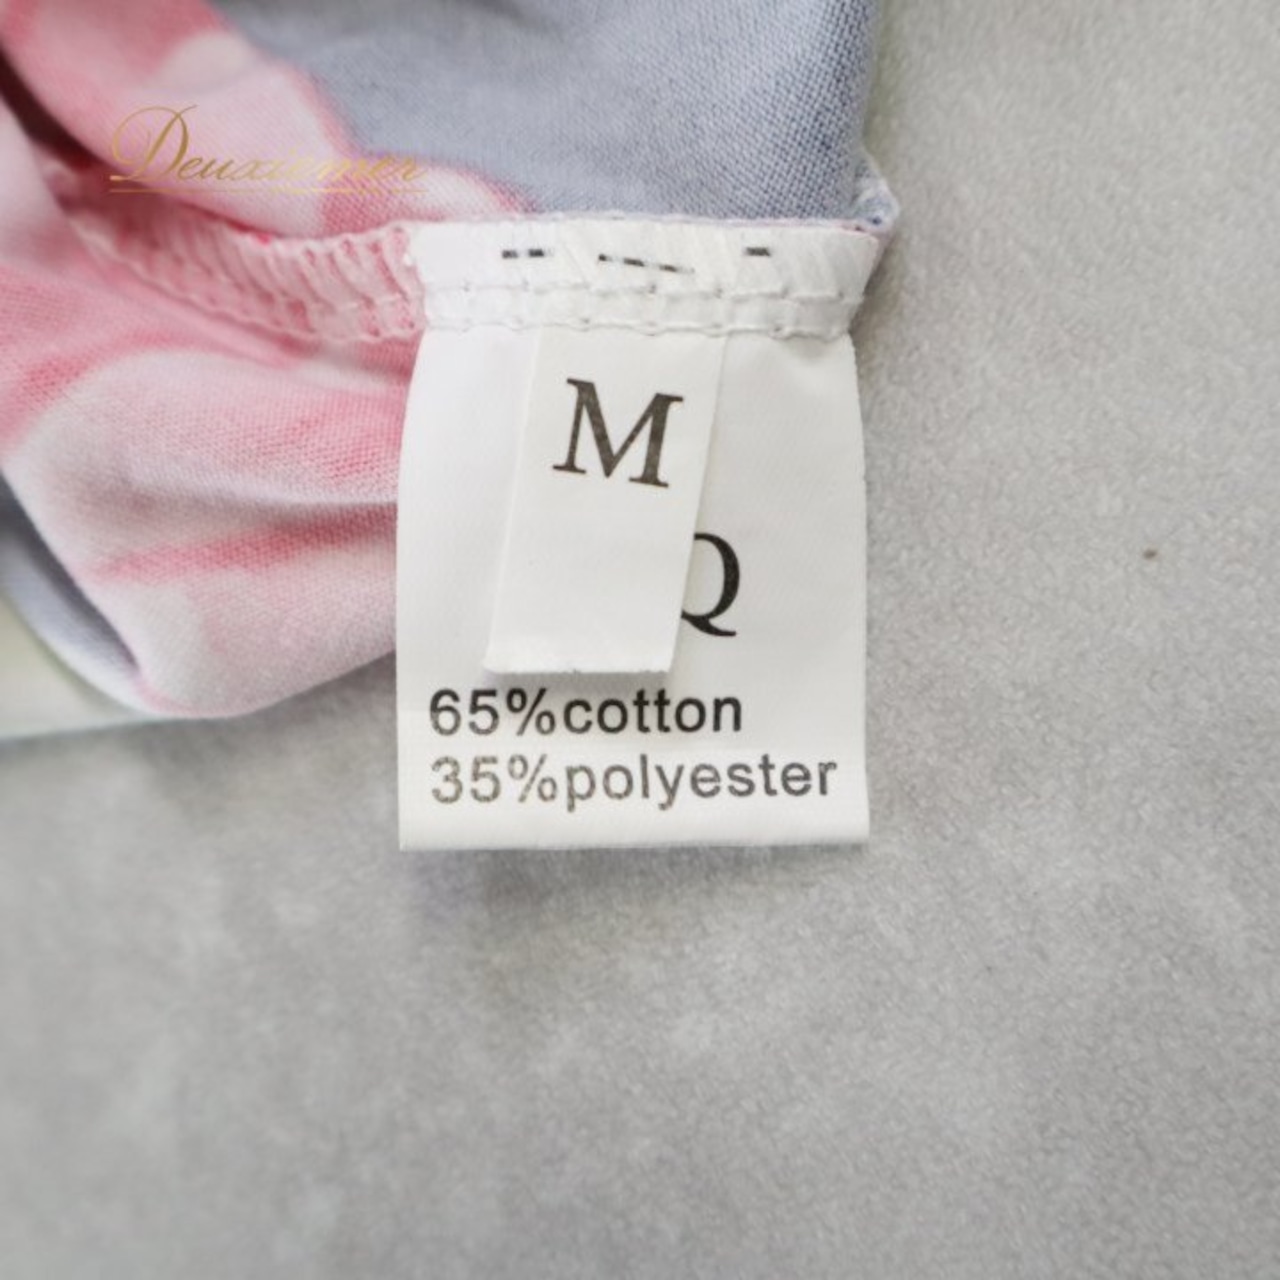 Deuxiemer
M
Q
65%cotton
35%polyester